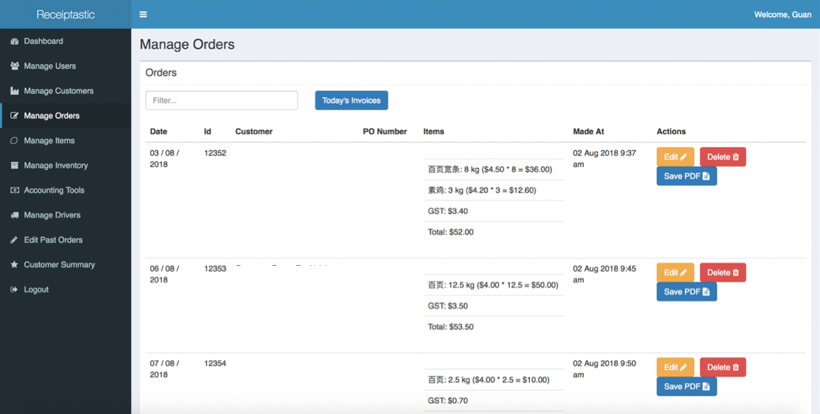 Receiptastic
Welcome, Guan
Dashboard
Manage Users
Manage Customers
Manage Orders
Manage Items
Manage Inventory
Accounting Tools
Manage Drivers
Edit Past Orders
Customer Summary
Logout
Manage Orders
Orders
Filter...
Today's Invoices
Date Id Customer PO Number Items Made At Actions
03 / 08 / 2018
12352
百页宽条: 8 kg ($4.50 * 8 = $36.00)
素鸡: 3 kg ($4.20 * 3 = $12.60)
GST: $3.40
Total: $52.00
02 Aug 2018 9:37 am
Edit Delete
Save PDF
06 / 08 / 2018
12353
百页: 12.5 kg ($4.00 * 12.5 = $50.00)
GST: $3.50
Total: $53.50
02 Aug 2018 9:45 am
Edit Delete
Save PDF
07 / 08 / 2018
12354
百页: 2.5 kg ($4.00 * 2.5 = $10.00)
GST: $0.70
02 Aug 2018 9:50 am
Edit Delete
Save PDF